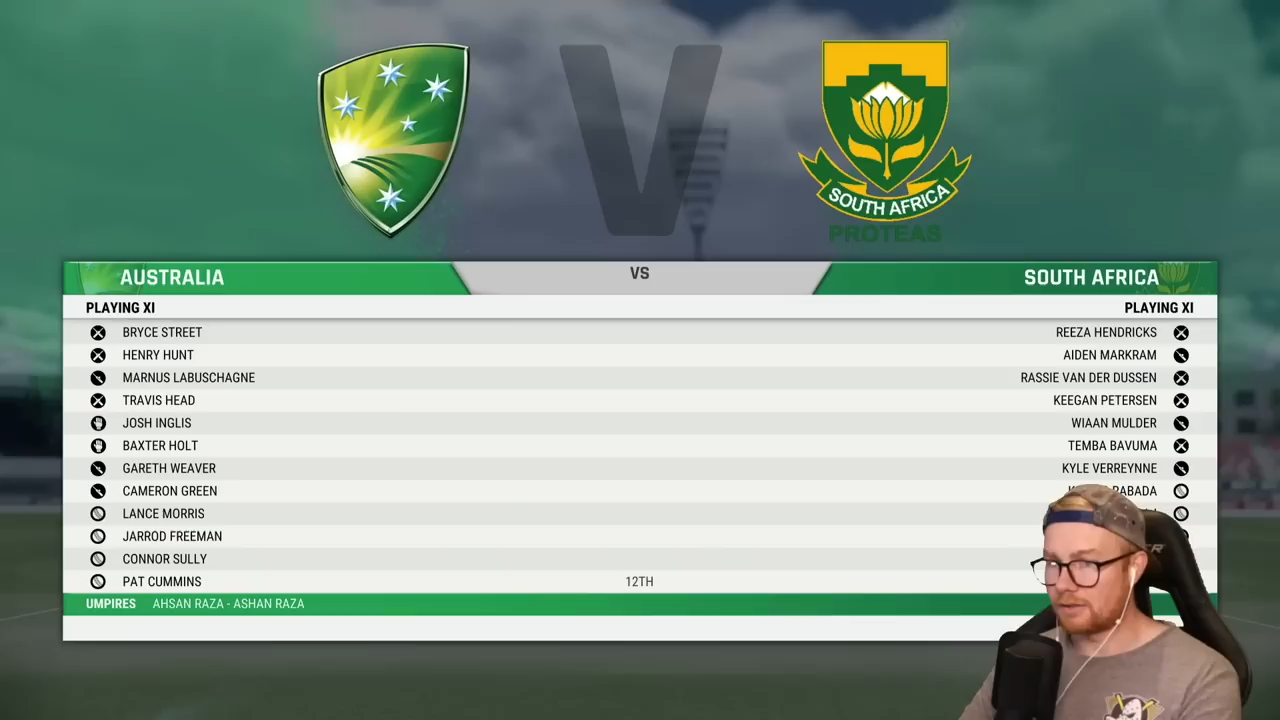 V
SOUTH AFRICA
PROTEAS
AUSTRALIA VS SOUTH AFRICA
PLAYING XI PLAYING XI
BRYCE STREET REEZA HENDRICKS
HENRY HUNT AIDEN MARKRAM
MARNUS LABUSCHAGNE RASSIE VAN DER DUSSEN
TRAVIS HEAD KEEGAN PETERSEN
JOSH INGLIS WIAAN MULDER
BAXTER HOLT TEMBA BAVUMA
GARETH WEAVER KYLE VERREYNNE
CAMERON GREEN RABADA
LANCE MORRIS
JARROD FREEMAN
CONNOR SULLY
PAT CUMMINS 12TH
UMPIRES AHSAN RAZA - ASHAN RAZA